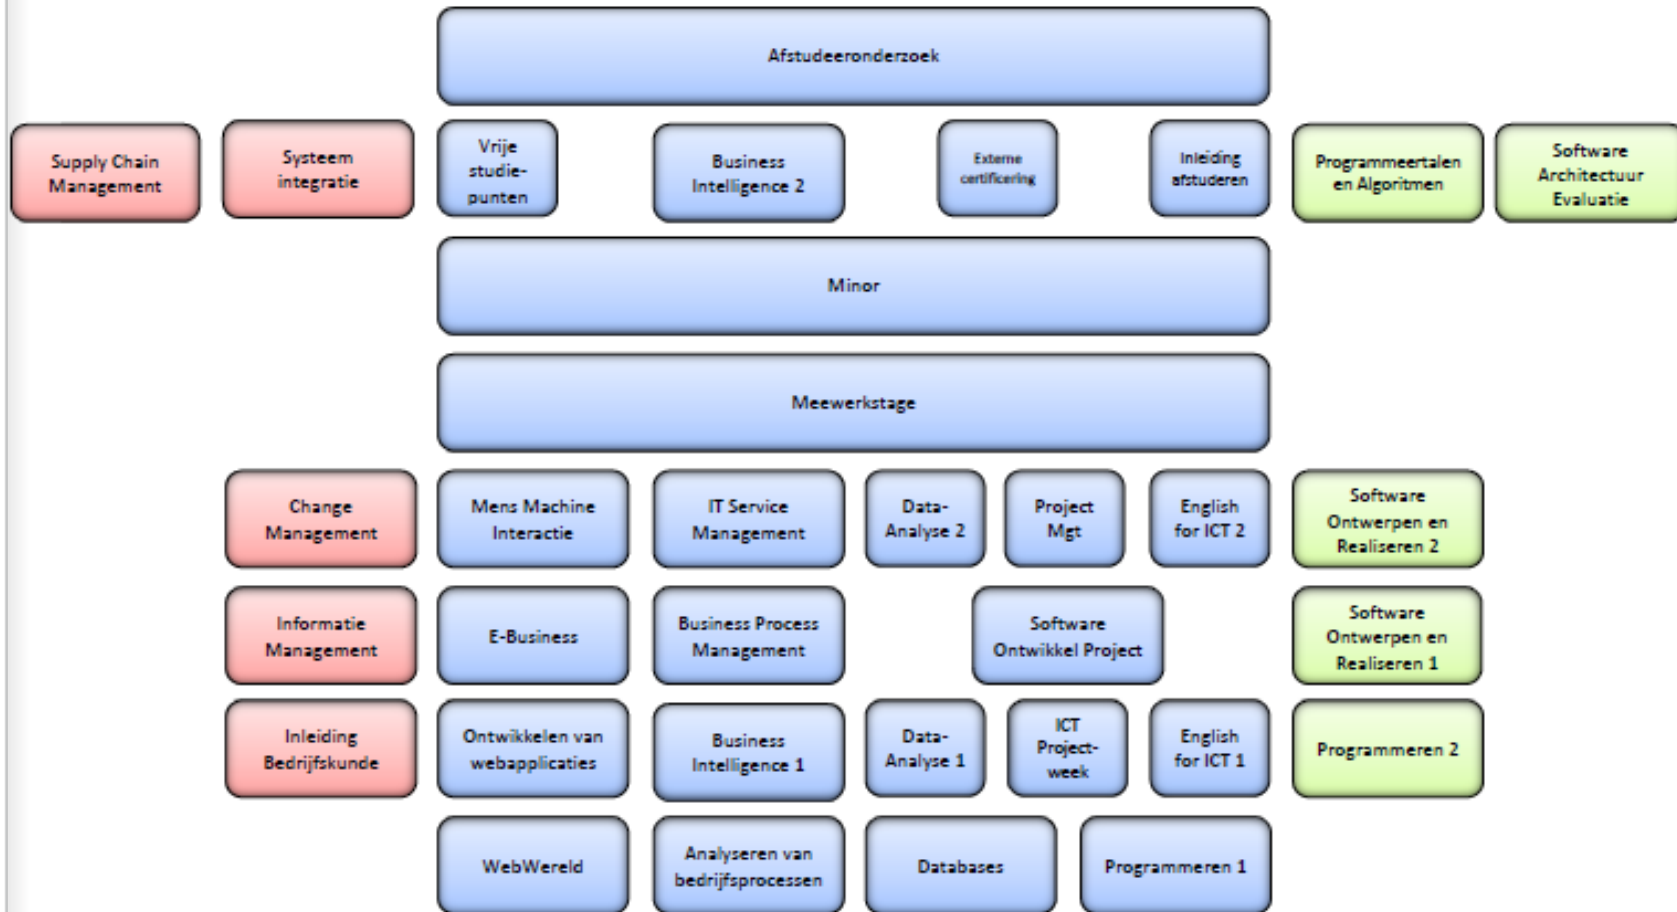 Afstudeeronderzoek
Supply Chain
Management
Systeem
integratie
Vrije
studie-
punten
Business
Intelligence 2
Externe
certificering
Inleiding
afstuderen
Programmeertalen
en Algoritmen
Software
Architectuur
Evaluatie
Minor
Meewerkstage
Change
Management
Mens Machine
Interactie
IT Service
Management
Data-
Analyse 2
Project
Mgt
English
for ICT 2
Software
Ontwerpen en
Realiseren 2
Informatie
Management
E-Business
Business Process
Management
Software
Ontwikkel Project
Software
Ontwerpen en
Realiseren 1
Inleiding
Bedrijfskunde
Ontwikkelen van
webapplicaties
Business
Intelligence 1
Data-
Analyse 1
ICT
Project-
week
English
for ICT 1
Programmeren 2
WebWereld
Analyseren van
bedrijfsprocessen
Databases
Programmeren 1